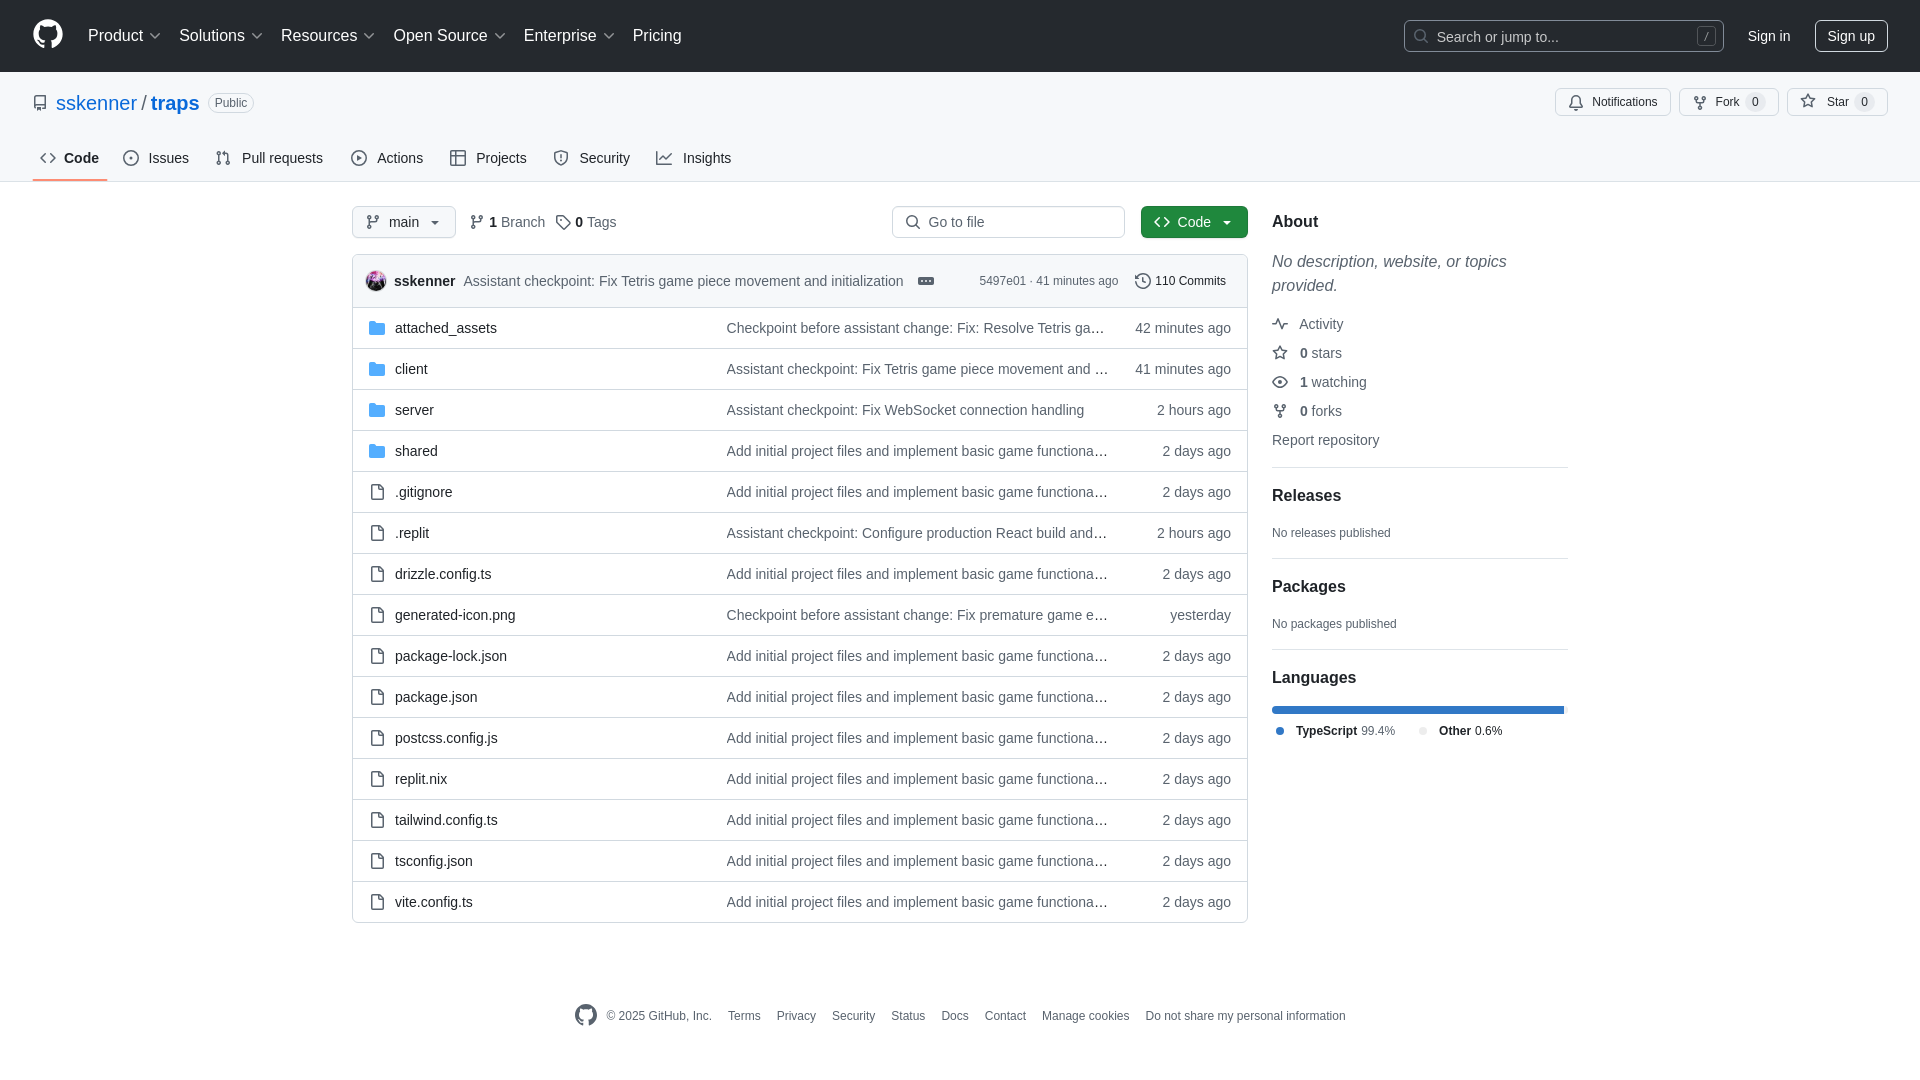 Product Solutions Resources Open Source Enterprise Pricing Search or jump to... / Sign in Sign up
sskenner / traps Public Notifications Fork 0 Star 0
Code Issues Pull requests Actions Projects Security Insights
main 1 Branch 0 Tags Go to file Code
sskenner Assistant checkpoint: Fix Tetris game piece movement and initialization 5497e01 · 41 minutes ago 110 Commits
attached_assets Checkpoint before assistant change: Fix: Resolve Tetris ga… 42 minutes ago
client Assistant checkpoint: Fix Tetris game piece movement and … 41 minutes ago
server Assistant checkpoint: Fix WebSocket connection handling 2 hours ago
shared Add initial project files and implement basic game functiona… 2 days ago
.gitignore Add initial project files and implement basic game functiona… 2 days ago
.replit Assistant checkpoint: Configure production React build and… 2 hours ago
drizzle.config.ts Add initial project files and implement basic game functiona… 2 days ago
generated-icon.png Checkpoint before assistant change: Fix premature game e… yesterday
package-lock.json Add initial project files and implement basic game functiona… 2 days ago
package.json Add initial project files and implement basic game functiona… 2 days ago
postcss.config.js Add initial project files and implement basic game functiona… 2 days ago
replit.nix Add initial project files and implement basic game functiona… 2 days ago
tailwind.config.ts Add initial project files and implement basic game functiona… 2 days ago
tsconfig.json Add initial project files and implement basic game functiona… 2 days ago
vite.config.ts Add initial project files and implement basic game functiona… 2 days ago
About
No description, website, or topics
provided.
Activity
0 stars
1 watching
0 forks
Report repository
Releases
No releases published
Packages
No packages published
Languages
TypeScript 99.4% Other 0.6%
© 2025 GitHub, Inc. Terms Privacy Security Status Docs Contact Manage cookies Do not share my personal information